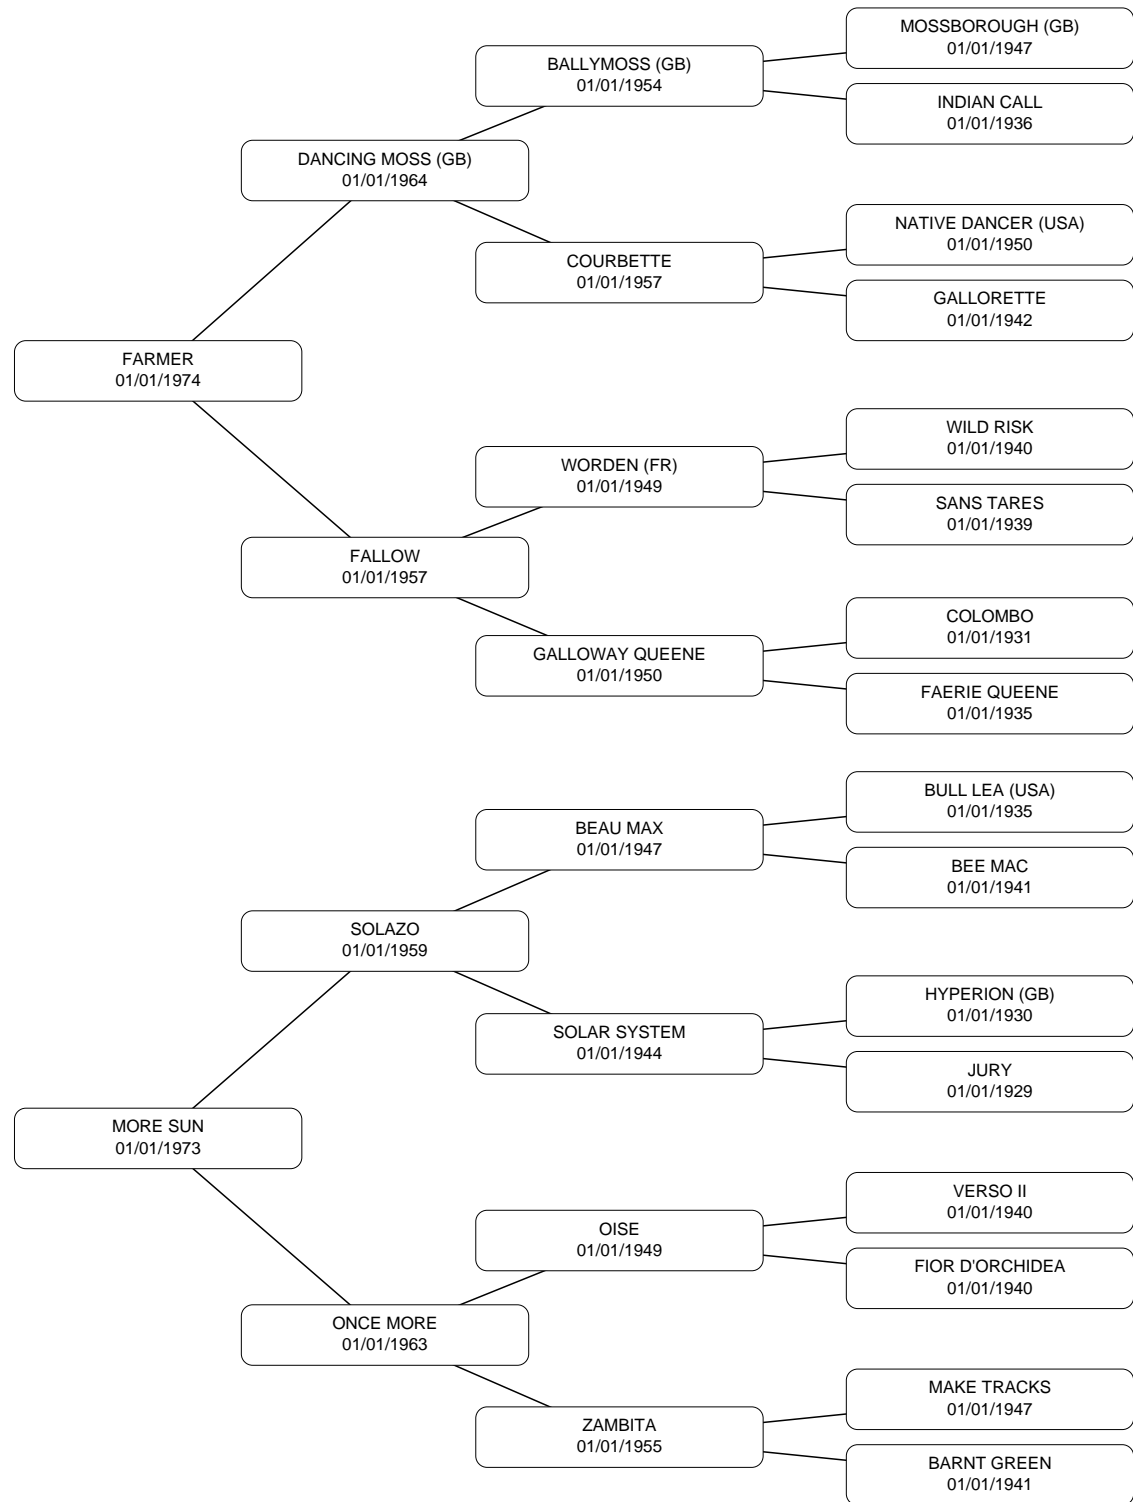 MOSSBOROUGH (GB)
01/01/1947
BALLYMOSS (GB)
01/01/1954
INDIAN CALL
01/01/1936
DANCING MOSS (GB)
01/01/1964
NATIVE DANCER (USA)
01/01/1950
COURBETTE
01/01/1957
GALLORETTE
01/01/1942
FARMER
01/01/1974
WILD RISK
01/01/1940
WORDEN (FR)
01/01/1949
SANS TARES
01/01/1939
FALLOW
01/01/1957
COLOMBO
01/01/1931
GALLOWAY QUEENE
01/01/1950
FAERIE QUEENE
01/01/1935
BULL LEA (USA)
01/01/1935
BEAU MAX
01/01/1947
BEE MAC
01/01/1941
SOLAZO
01/01/1959
HYPERION (GB)
01/01/1930
SOLAR SYSTEM
01/01/1944
JURY
01/01/1929
MORE SUN
01/01/1973
VERSO II
01/01/1940
OISE
01/01/1949
FIOR D'ORCHIDEA
01/01/1940
ONCE MORE
01/01/1963
MAKE TRACKS
01/01/1947
ZAMBITA
01/01/1955
BARNT GREEN
01/01/1941